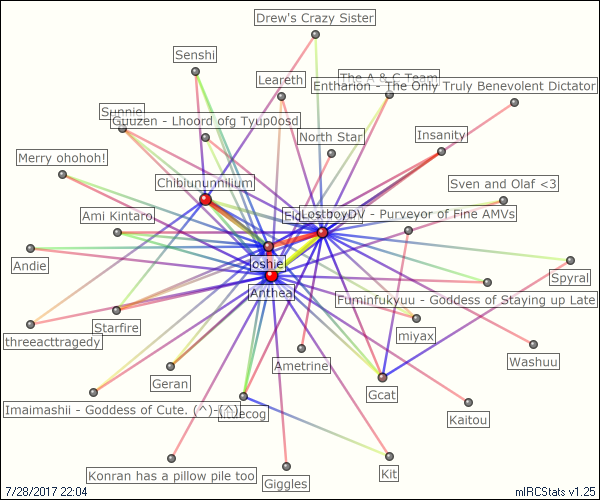 Drew's Crazy Sister
Senshi
Leareth
The A & C Team
Entharion - The Only Truly Benevolent Dictator
Sunnie
Guuzen - Lhoord ofg Tyup0osd
North Star
Insanity
Merry ohohoh!
Chibiununnilium
Sven and Olaf <3
Ami Kintaro
LostboyDV - Purveyor of Fine AMVs
Andie
oshie
Spyral
Anthea
Fuminfukyuu - Goddess of Staying up Late
threeacttragedy
Starfire
miyax
Washuu
Ametrine
Geran
Gcat
Imaimashii - Goddess of Cute. (^)-(^)
Kaitou
Konran has a pillow pile too
Giggles
Kit
7/28/2017 22:04
mIRCStats v1.25